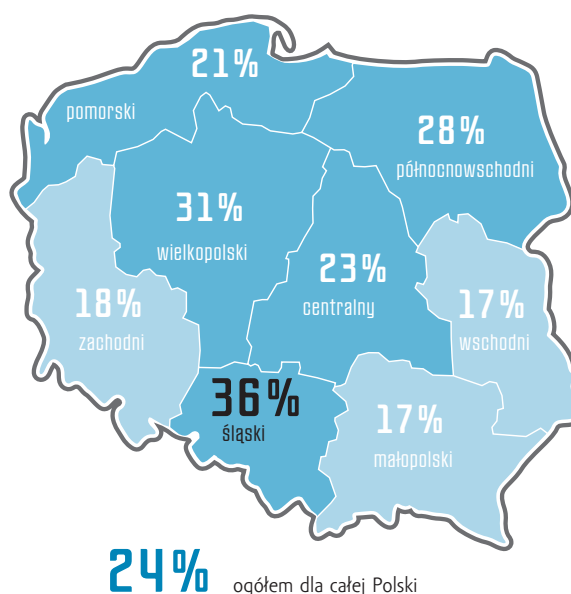 21%
pomorski
28%
północnowschodni
31%
wielkopolski
23%
centralny
18%
zachodni
17%
wschodni
36%
śląski
17%
małopolski
24% ogółem dla całej Polski